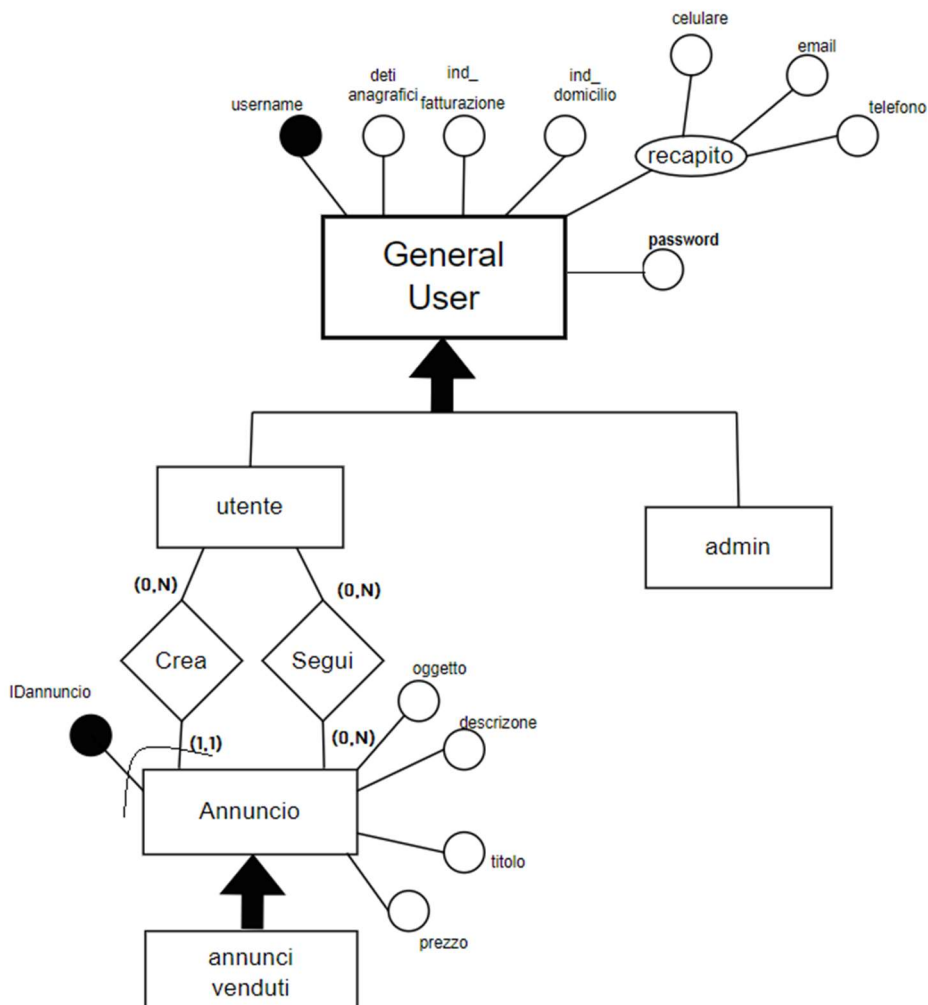 celulare
email
telefono
deti
anagrafici
ind_
fatturazione
ind_
domicilio
username
recapito
General
User
password
utente
admin
(0,N)
(0,N)
Crea
Segui
oggetto
IDannuncio
descrizone
(1,1)
(0,N)
Annuncio
titolo
prezzo
annunci
venduti